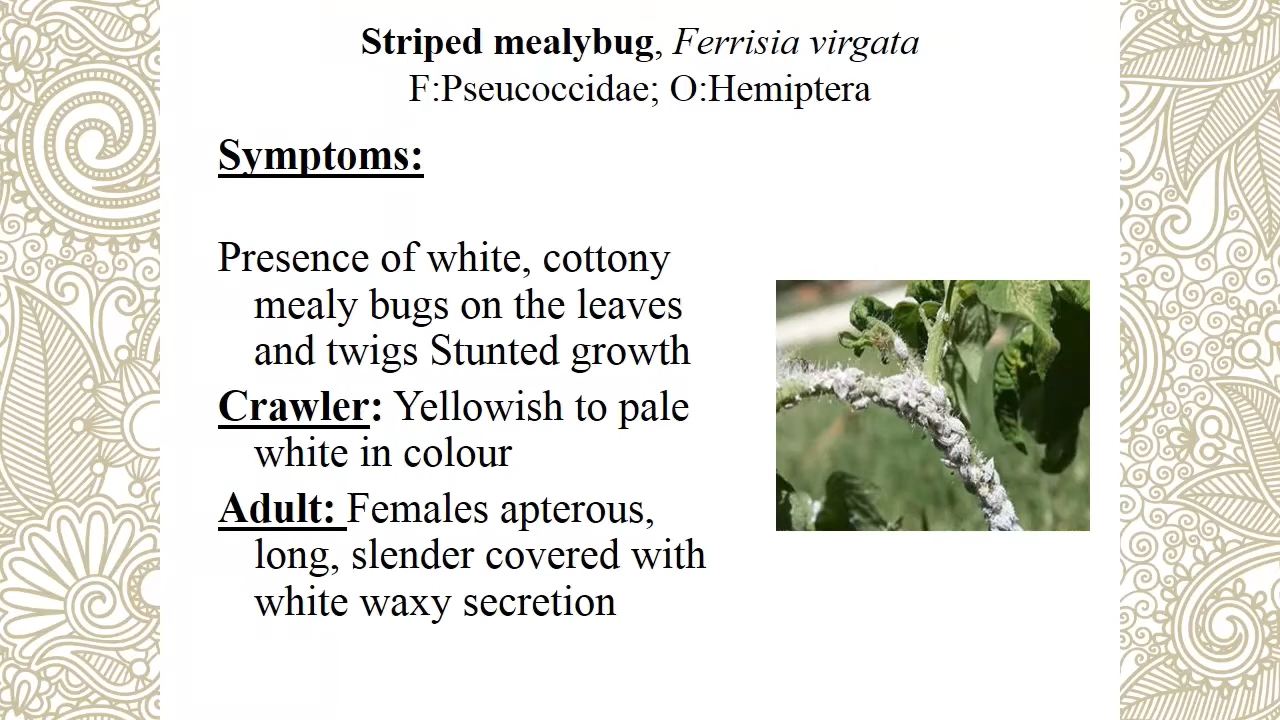 Striped mealybug, Ferrisia virgata
F:Pseucoccidae; O:Hemiptera
Symptoms:
Presence of white, cottony
mealy bugs on the leaves
and twigs Stunted growth
Crawler: Yellowish to pale
white in colour
Adult: Females apterous,
long, slender covered with
white waxy secretion